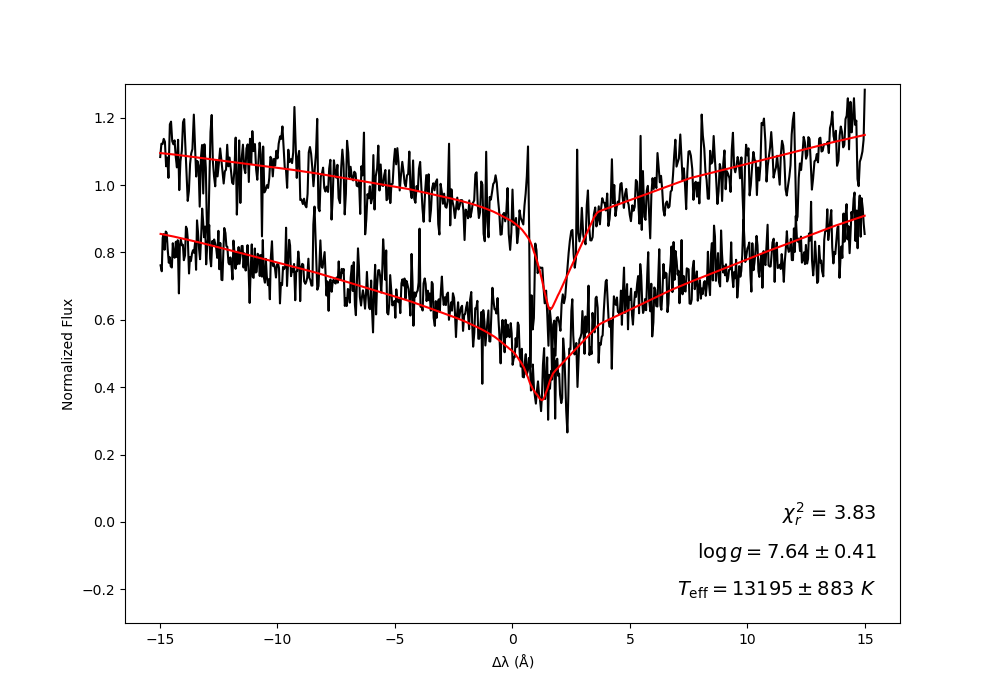 1.2
1.0
0.8
0.6
0.4
0.2
0.0
−0.2
Normalized Flux
χ²ᵣ = 3.83
log g = 7.64 ± 0.41
T_eff = 13195 ± 883 K
−15 −10 −5 0 5 10 15
Δλ (Å)